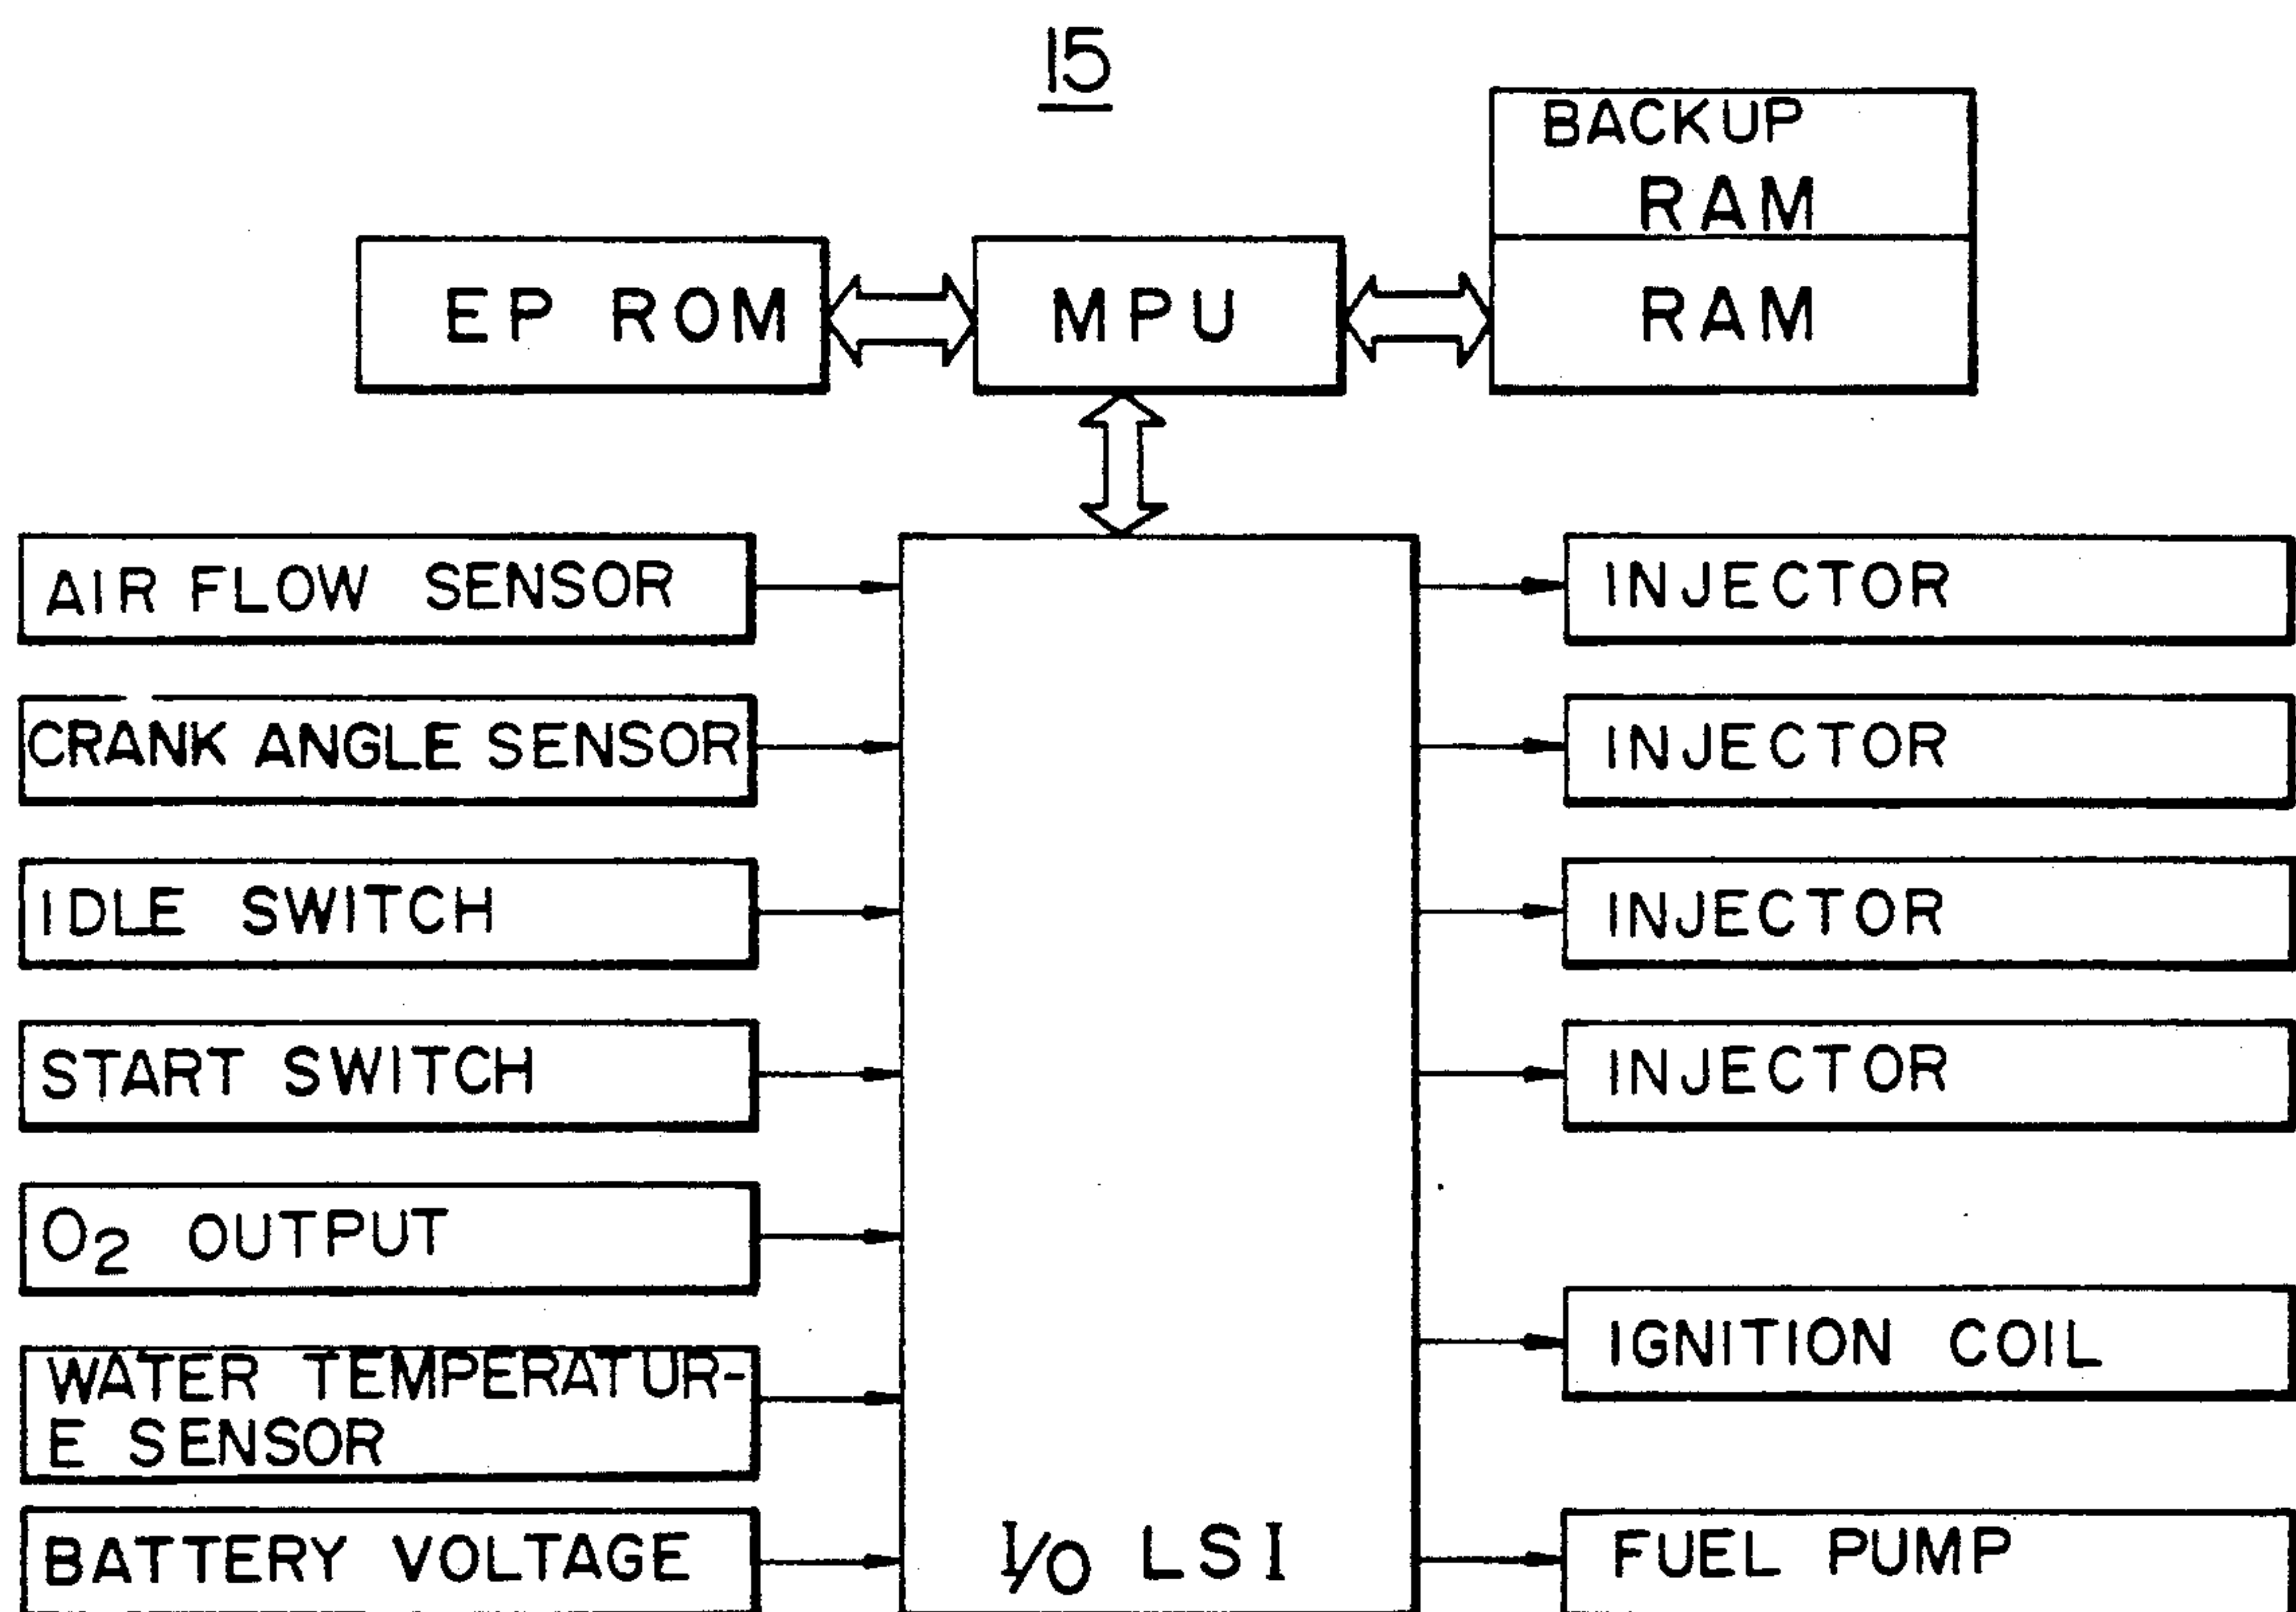 15
BACKUP
RAM
EP ROM
MPU
RAM
AIR FLOW SENSOR
CRANK ANGLE SENSOR
IDLE SWITCH
START SWITCH
O₂ OUTPUT
WATER TEMPERATUR-
E SENSOR
BATTERY VOLTAGE
I/O LSI
INJECTOR
INJECTOR
INJECTOR
INJECTOR
IGNITION COIL
FUEL PUMP